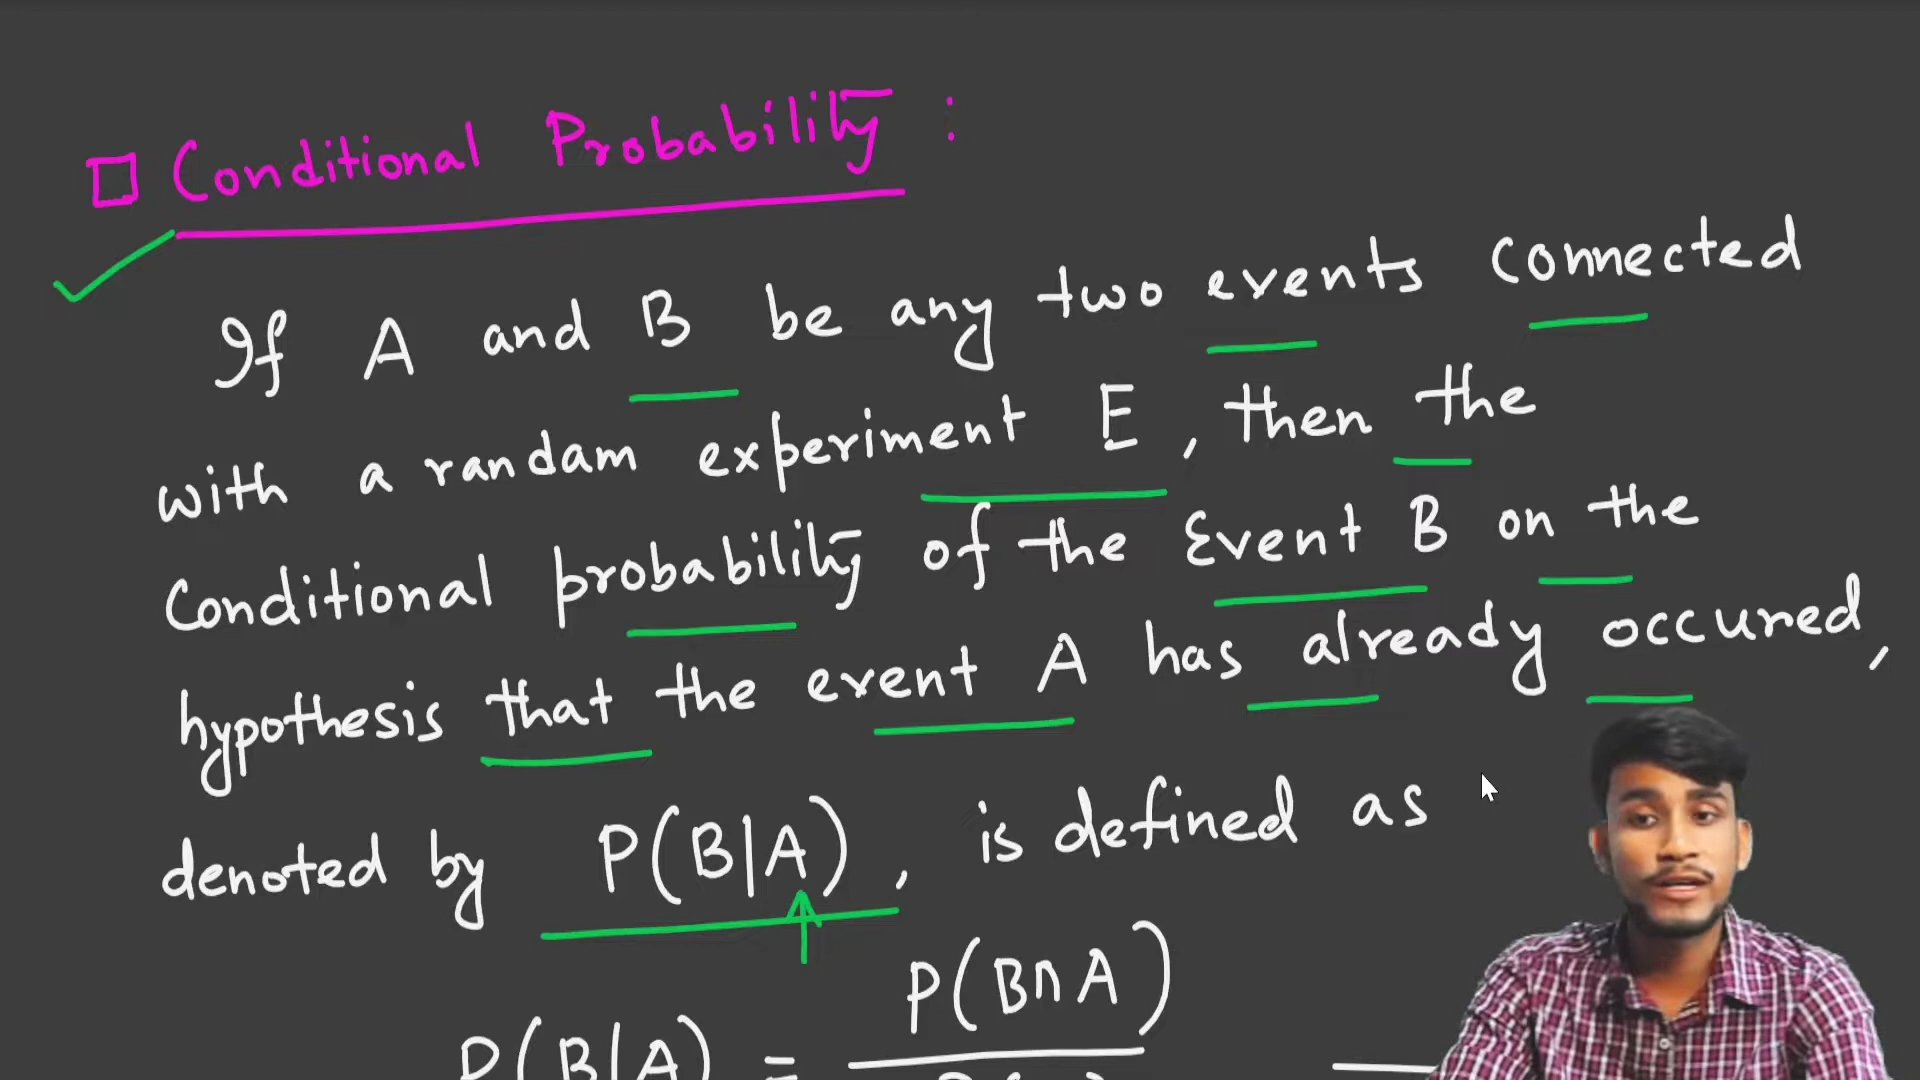 □ Conditional Probability :
If A and B be any two events connected
with a randam experiment E, then the
Conditional probability of the Event B on the
hypothesis that the event A has already occured,
denoted by P(B|A), is defined as
P(B∩A)
P(B|A) =